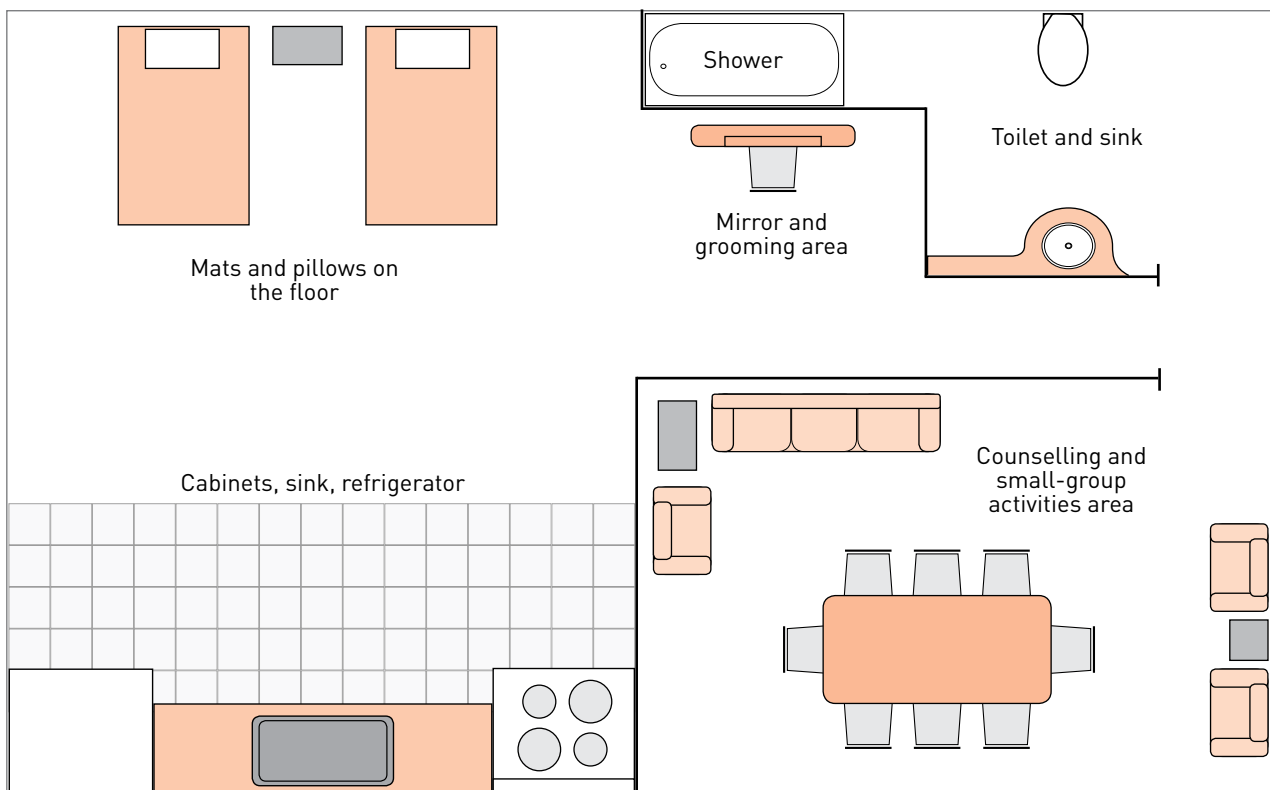 Shower
Toilet and sink
Mirror and
grooming area
Mats and pillows on
the floor
Counselling and
small-group
activities area
Cabinets, sink, refrigerator